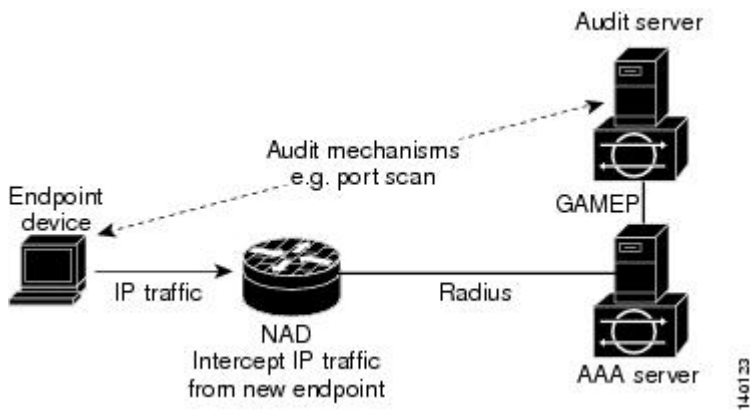 Audit server
Audit mechanisms
e.g. port scan
Endpoint
device
GAMEP
IP traffic
Radius
NAD
Intercept IP traffic
from new endpoint
AAA server
140123